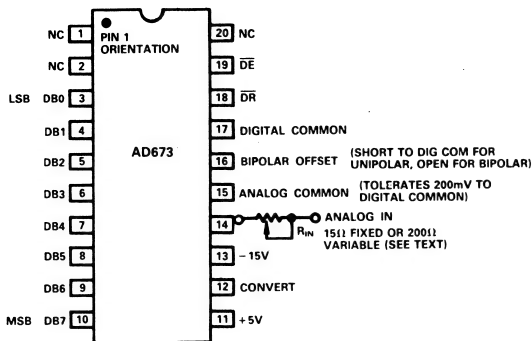 NC 1
PIN 1
ORIENTATION
20 NC
NC 2
19 DE
LSB DB0 3
18 DR
DB1 4
17 DIGITAL COMMON
AD673
DB2 5
16 BIPOLAR OFFSET (SHORT TO DIG COM FOR
UNIPOLAR, OPEN FOR BIPOLAR)
DB3 6
15 ANALOG COMMON (TOLERATES 200mV TO
DIGITAL COMMON)
DB4 7
14 ANALOG IN
RIN 15Ω FIXED OR 200Ω
VARIABLE (SEE TEXT)
DB5 8
13 -15V
DB6 9
12 CONVERT
MSB DB7 10
11 +5V